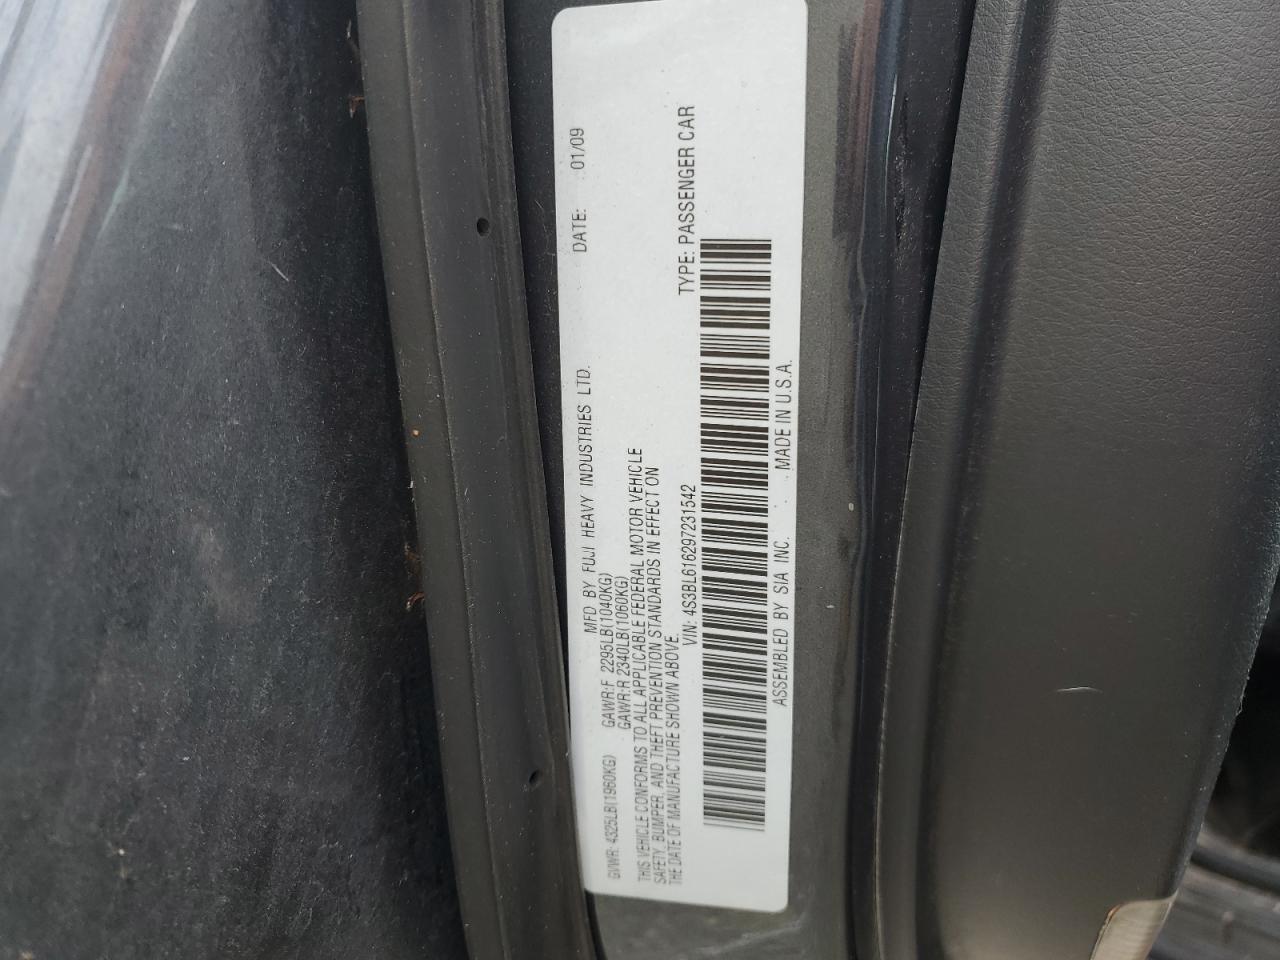 MFD BY FUJI HEAVY INDUSTRIES LTD. DATE: 01/09
GVWR: 4325LB(1960KG) GAWR:F 2295LB(1040KG)
GAWR:R 2340LB(1060KG)
THIS VEHICLE CONFORMS TO ALL APPLICABLE FEDERAL MOTOR VEHICLE
SAFETY, BUMPER, AND THEFT PREVENTION STANDARDS IN EFFECT ON
THE DATE OF MANUFACTURE SHOWN ABOVE.
VIN: 4S3BL616297231542 TYPE: PASSENGER CAR
ASSEMBLED BY SIA INC. MADE IN U.S.A.